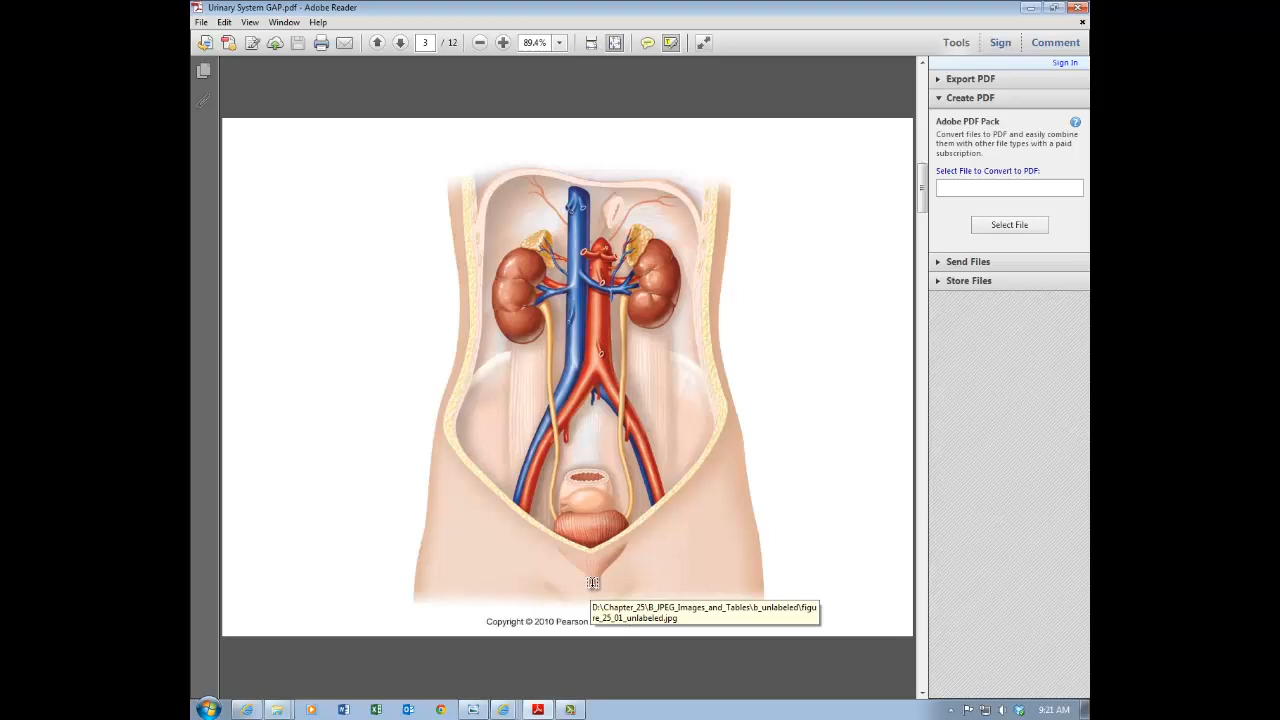 Urinary System GAP.pdf - Adobe Reader
File Edit View Window Help
3 / 12 89.4% Tools Sign Comment
Sign In
Export PDF
Create PDF
Adobe PDF Pack
Convert files to PDF and easily combine
them with other file types with a paid
subscription.
Select File to Convert to PDF:
Select File
Send Files
Store Files
D:\Chapter_25\B_JPEG_Images_and_Tables\b_unlabeled\figu
re_25_01_unlabeled.jpg
Copyright © 2010 Pearson
9:21 AM